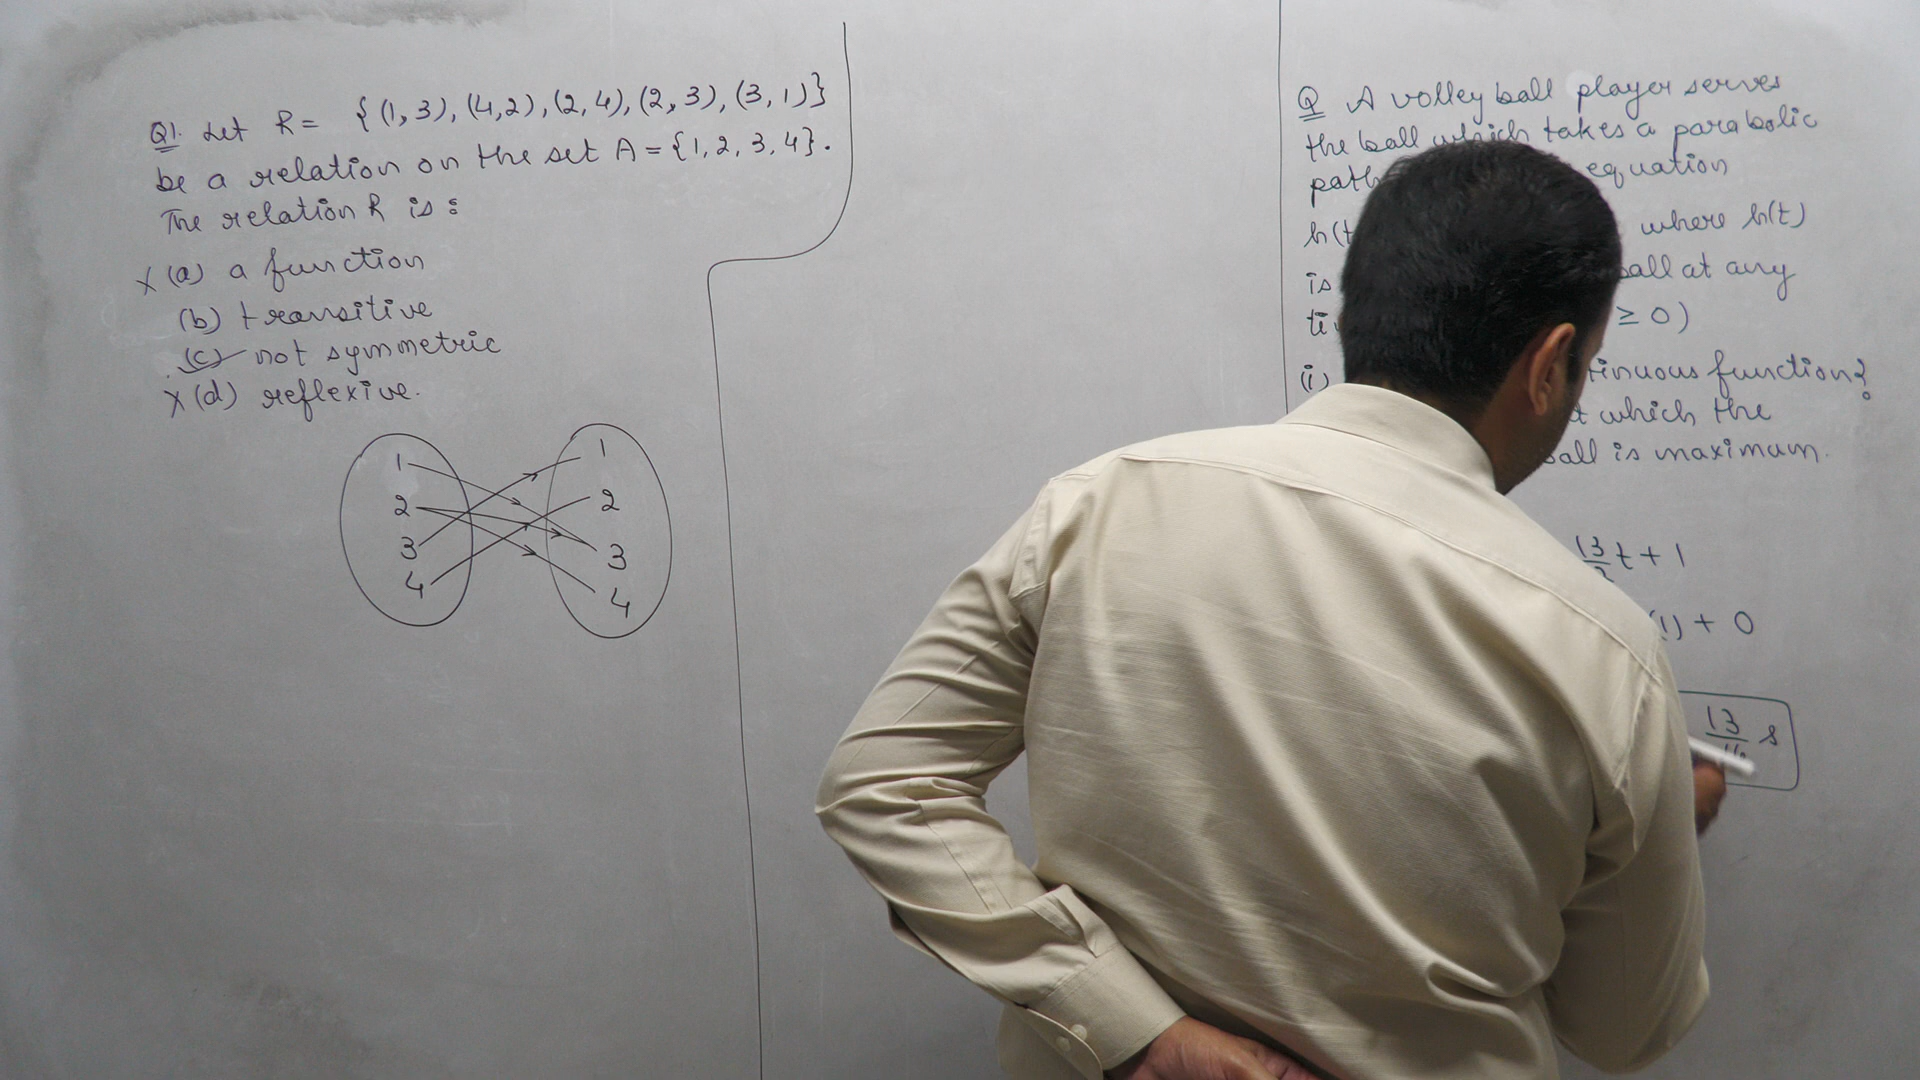 Q1. Let R = {(1,3), (4,2), (2,4), (2,3), (3,1)}
be a relation on the set A = {1, 2, 3, 4}.
The relation R is :
X (a) a function
(b) transitive
(c) not symmetric
X (d) reflexive.
1 1
2 2
3 3
4 4
Q A volley ball player serves
the ball which takes a parabolic
path equation
h(t where h(t)
is ball at any
≥ 0)
(i) tinuous function?
which the
ball is maximum.
13 t + 1
(1) + 0
13 s